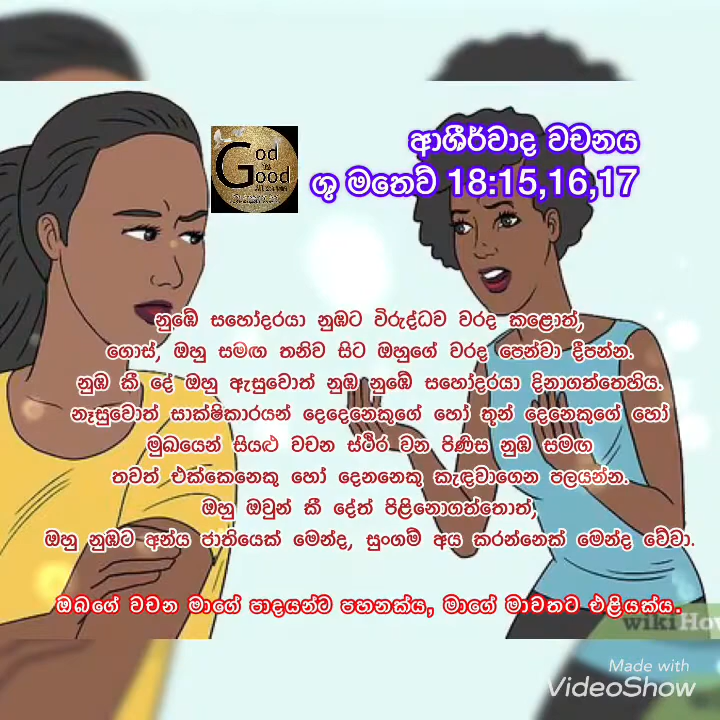 ආශීර්වාද වචනය
ශු මතෙව් 18:15,16,17
God
Good
නුඹේ සහෝදරයා නුඹට විරුද්ධව වරද කළොත්,
ගොස්, ඔහු සමඟ තනිව සිට ඔහුගේ වරද පෙන්වා දීපන්න.
නුඹ කී දේ ඔහු ඇසුවොත් නුඹ නුඹේ සහෝදරයා දිනාගත්තෙහිය.
නෑසුවොත් සාක්ෂිකාරයන් දෙදෙනෙකුගේ හෝ තුන් දෙනෙකුගේ හෝ
මුඛයෙන් සියළු වචන ස්ථිර වන පිණිස නුඹ සමඟ
තවත් එක්කෙනෙකු හෝ දෙනනෙකු කැඳවාගෙන පලයන්න.
ඔහු ඔවුන් කී දේත් පිළිනොගත්තොත්,
ඔහු නුඹට අන්‍ය ජාතියෙක් මෙන්ද, සුංගම් අය කරන්නෙක් මෙන්ද වේවා.
ඔබගේ වචන මාගේ පාදයන්ට පහනක්ය, මාගේ මාවතට එළියක්ය.
wikiHow
Made with
VideoShow